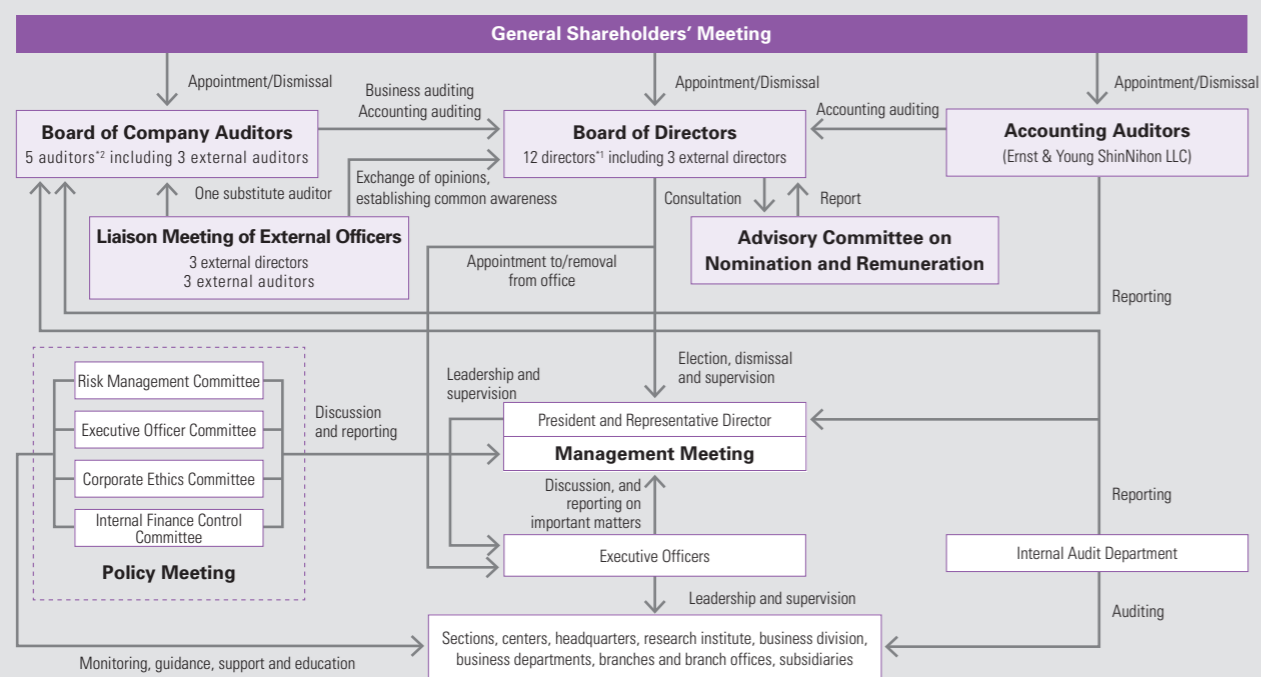 General Shareholders' Meeting
Appointment/Dismissal
Business auditing
Accounting auditing
Appointment/Dismissal
Accounting auditing
Appointment/Dismissal
Board of Company Auditors
5 auditors*2 including 3 external auditors
Board of Directors
12 directors*1 including 3 external directors
Accounting Auditors
(Ernst & Young ShinNihon LLC)
One substitute auditor
Exchange of opinions,
establishing common awareness
Consultation
Report
Liaison Meeting of External Officers
3 external directors
3 external auditors
Advisory Committee on
Nomination and Remuneration
Appointment to/removal
from office
Reporting
Election, dismissal
and supervision
Leadership and
supervision
Risk Management Committee
Executive Officer Committee
Corporate Ethics Committee
Internal Finance Control
Committee
Policy Meeting
Discussion
and reporting
President and Representative Director
Management Meeting
Discussion, and
reporting on
important matters
Reporting
Executive Officers
Internal Audit Department
Leadership and supervision
Auditing
Sections, centers, headquarters, research institute, business division,
business departments, branches and branch offices, subsidiaries
Monitoring, guidance, support and education